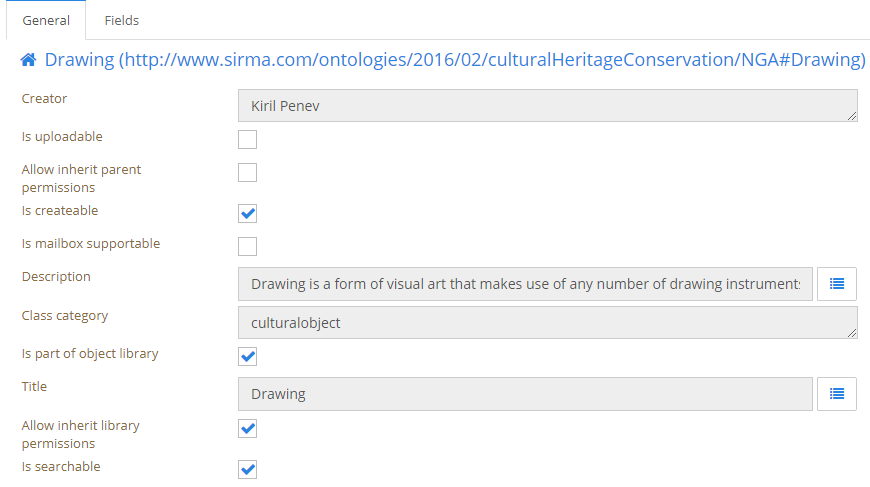 General Fields
Drawing (http://www.sirma.com/ontologies/2016/02/culturalHeritageConservation/NGA#Drawing)
Creator
Kiril Penev
Is uploadable
Allow inherit parent
permissions
Is createable
Is mailbox supportable
Description
Drawing is a form of visual art that makes use of any number of drawing instruments
Class category
culturalobject
Is part of object library
Title
Drawing
Allow inherit library
permissions
Is searchable